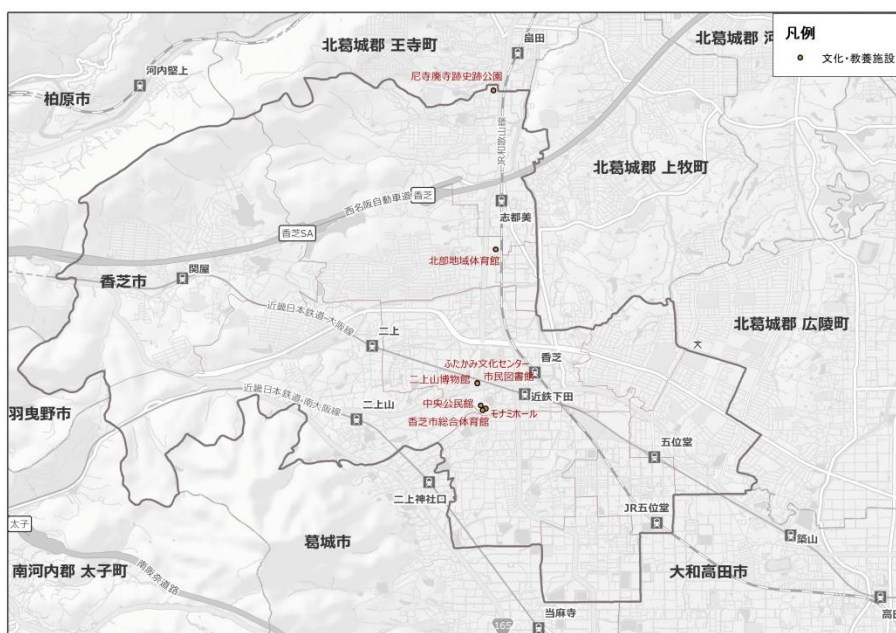 北葛城郡 王寺町
畠田
北葛城郡 河
凡例
文化・教養施設
河内堅上
柏原市
尼寺廃寺跡史跡公園
JR和歌山線
北葛城郡 上牧町
西名阪自動車道
香芝
志都美
香芝SA
北部地域体育館
関屋
香芝市
近畿日本鉄道-大阪線
二上
北葛城郡 広陵町
ふたかみ文化センター
香芝
二上山博物館
市民図書館
近鉄下田
近畿日本鉄道-南大阪線
羽曳野市
二上山
中央公民館
モナミホール
香芝市総合体育館
五位堂
二上神社口
JR五位堂
太子
葛城市
築山
南河内郡 太子町
南阪奈道路
大和高田市
高田
当麻寺
165